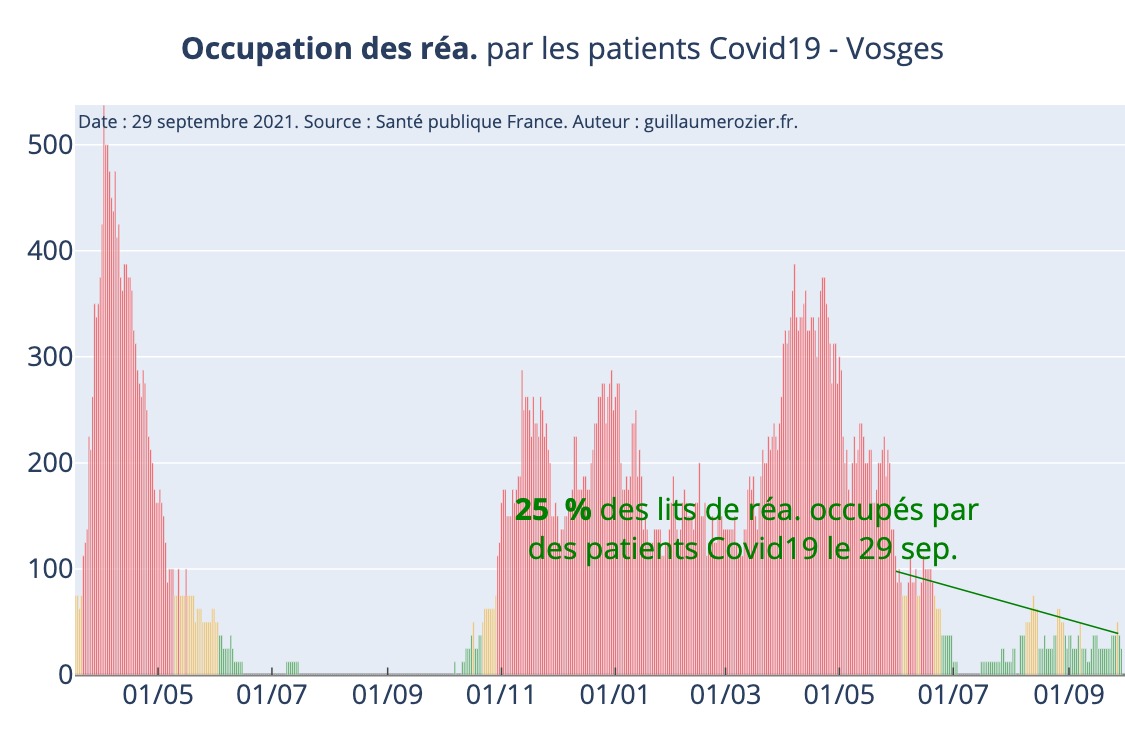 Occupation des réa. par les patients Covid19 - Vosges
Date : 29 septembre 2021. Source : Santé publique France. Auteur : guillaumerozier.fr.
500
400
300
200
25 % des lits de réa. occupés par
des patients Covid19 le 29 sep.
100
0
01/05 01/07 01/09 01/11 01/01 01/03 01/05 01/07 01/09